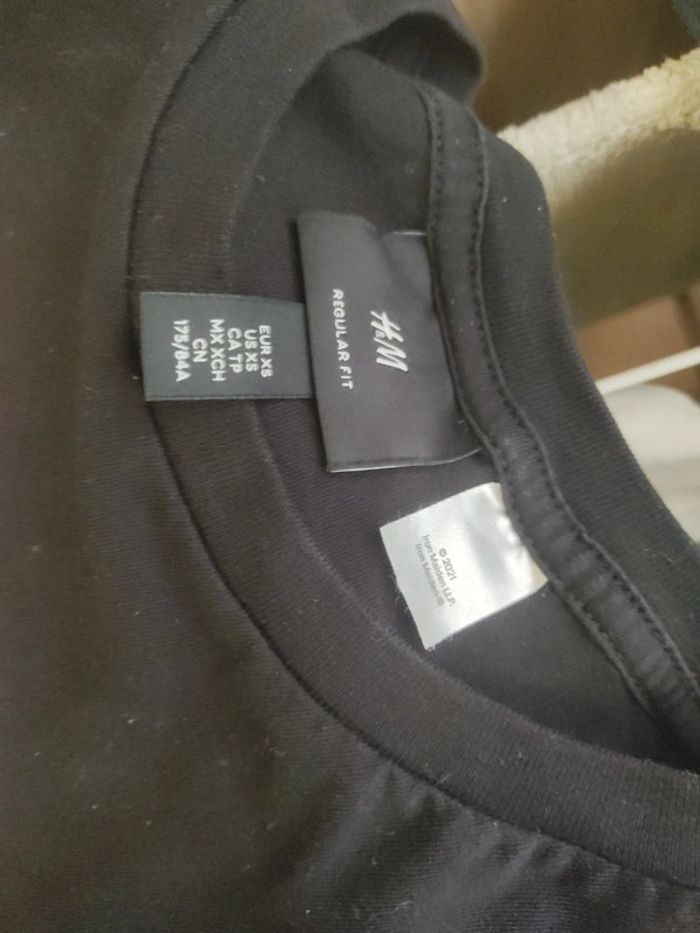 H&M
REGULAR FIT
EUR XS
US XS
CA TP
MX XCH
CN
175/84A
© 2021
Iron Maiden LLP.
Iron Maiden ®